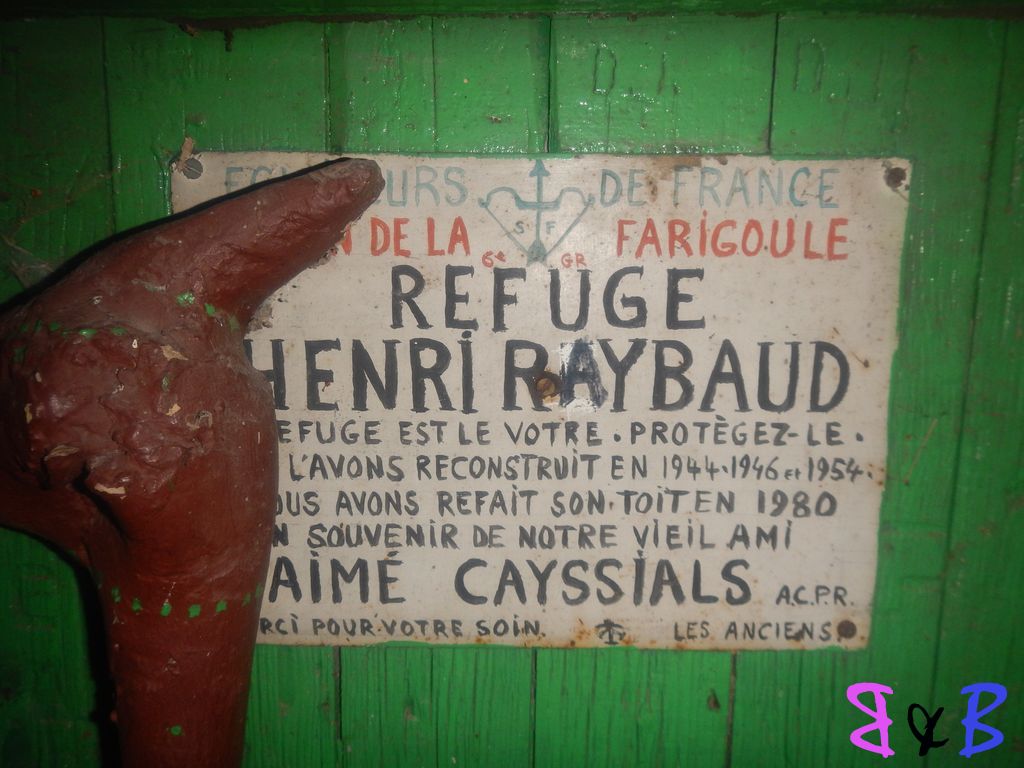 D. I. D.
DE FRANCE
S F
DE LA FARIGOULE
6e GR
REFUGE
HENRI RAYBAUD
EFUGE EST LE VOTRE . PROTÈGEZ-LE .
L'AVONS RECONSTRUIT EN 1944.1946 et 1954.
OUS AVONS REFAIT SON.TOIT EN 1980
N SOUVENIR DE NOTRE VIEIL AMI
AIMÉ CAYSSIALS A.C.P.R.
RCI POUR.VOTRE SOIN. LES ANCIENS.
B & B